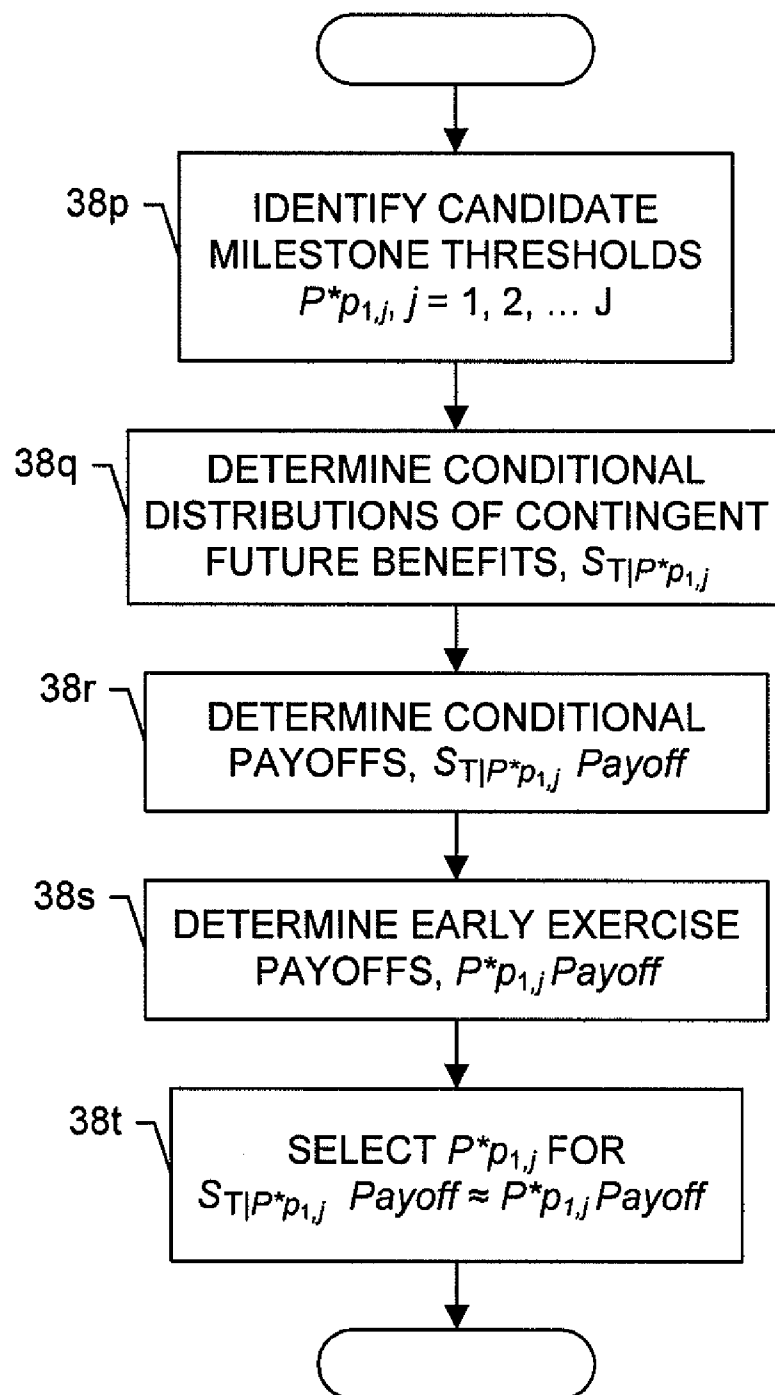 38p
IDENTIFY CANDIDATE
MILESTONE THRESHOLDS
P*p1,j, j = 1, 2, ... J
38q
DETERMINE CONDITIONAL
DISTRIBUTIONS OF CONTINGENT
FUTURE BENEFITS, ST|P*p1,j
38r
DETERMINE CONDITIONAL
PAYOFFS, ST|P*p1,j Payoff
38s
DETERMINE EARLY EXERCISE
PAYOFFS, P*p1,j Payoff
38t
SELECT P*p1,j FOR
ST|P*p1,j Payoff ≈ P*p1,j Payoff